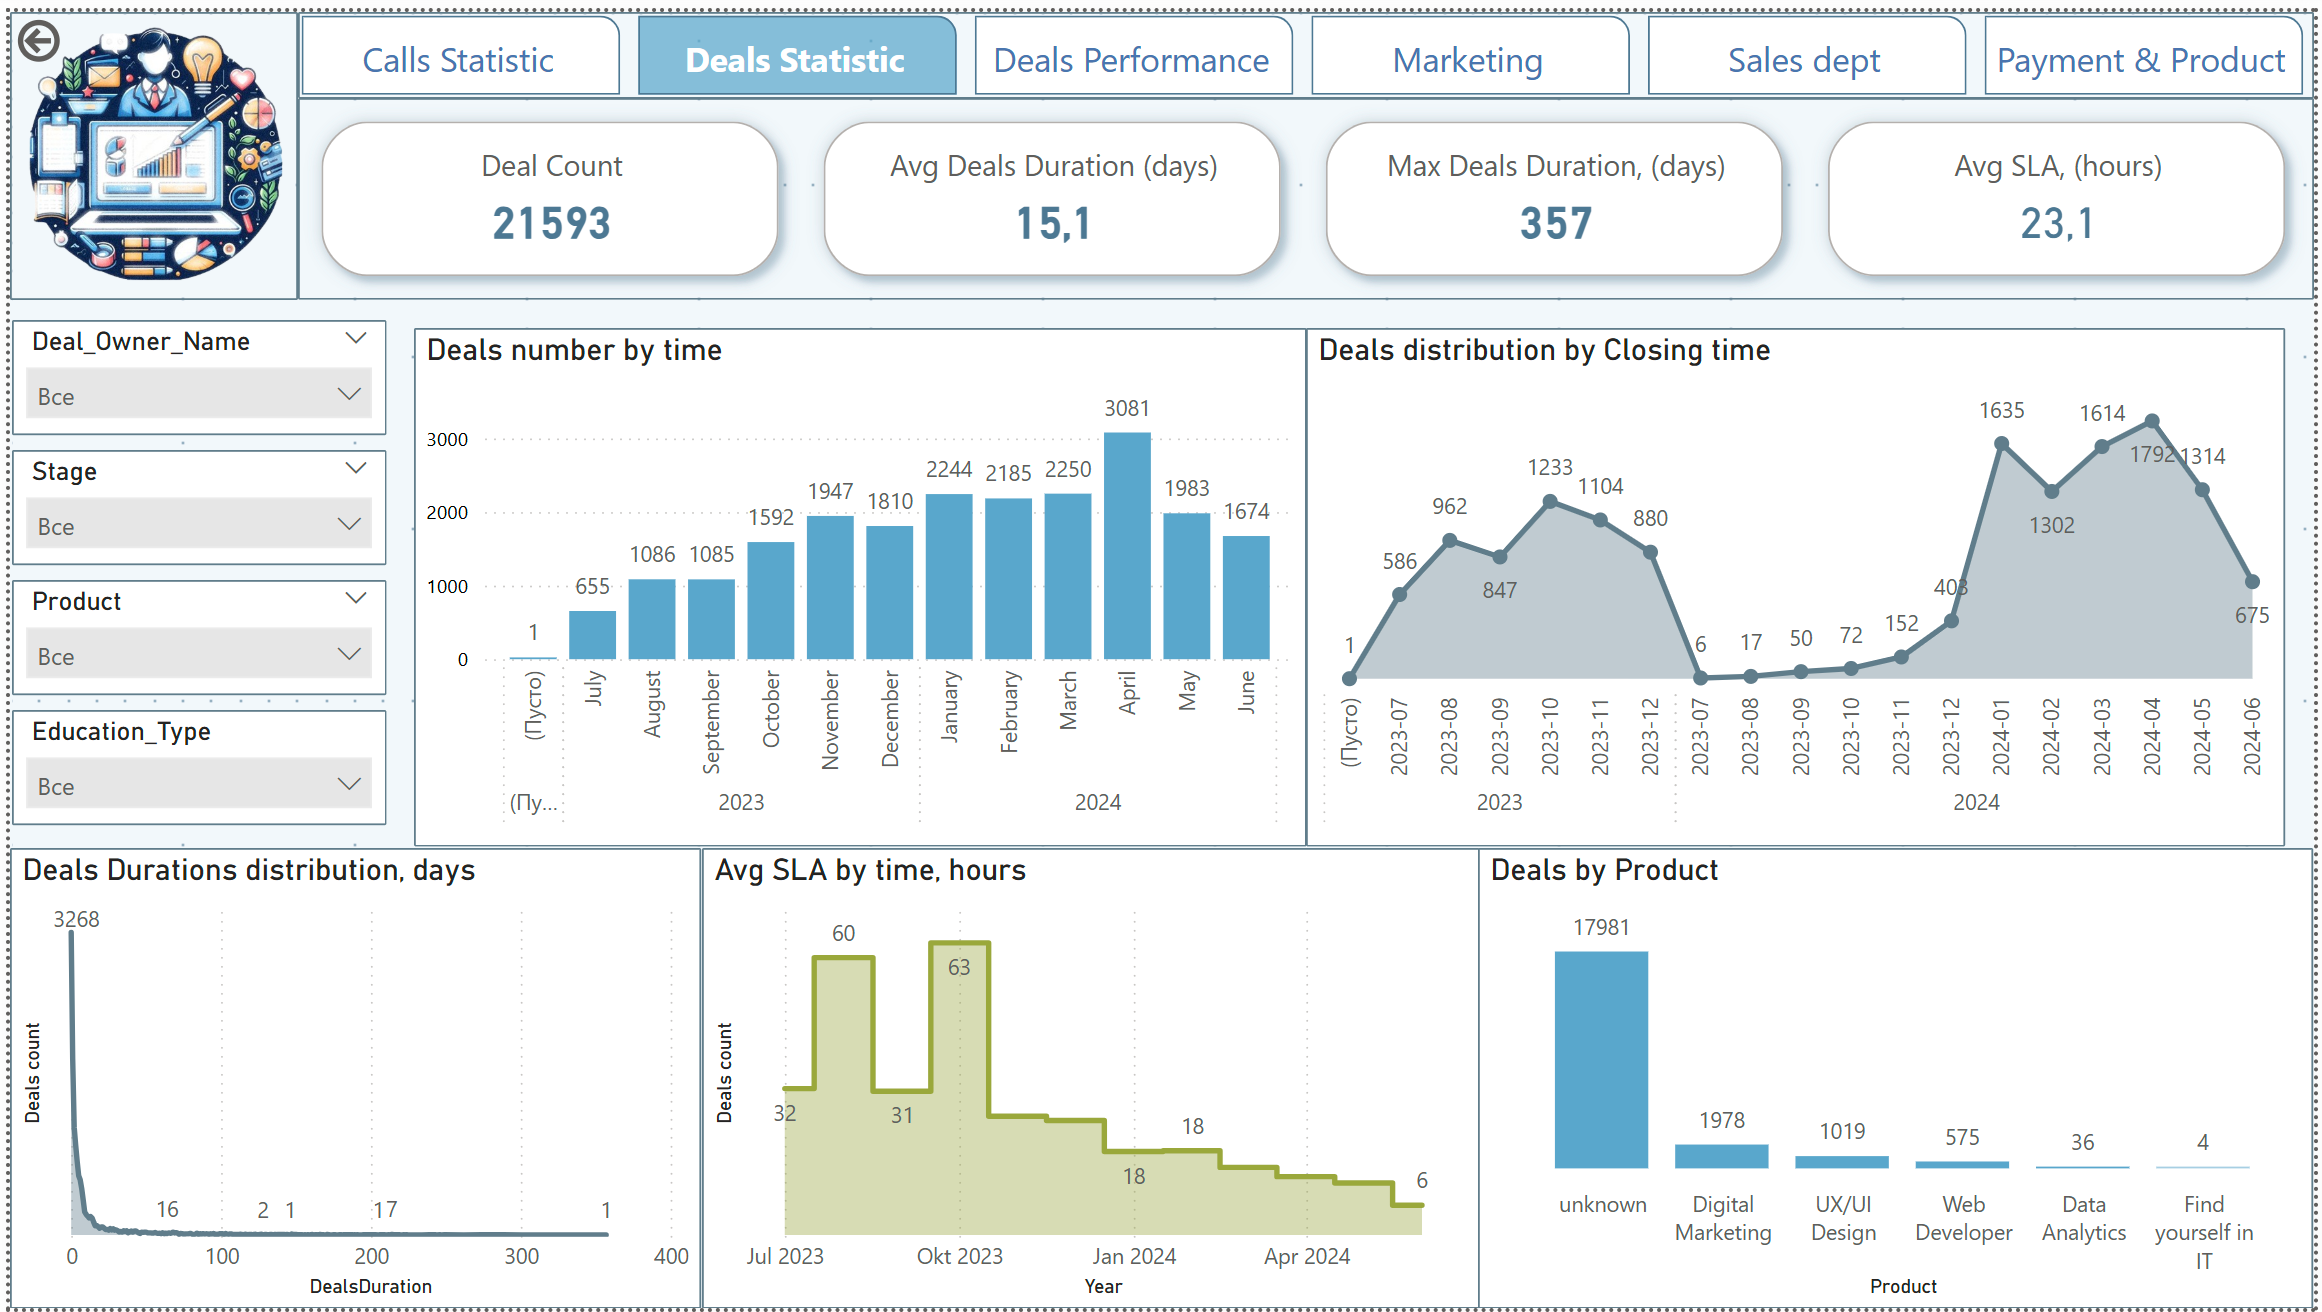 Calls Statistic
Deals Statistic
Deals Performance
Marketing
Sales dept
Payment & Product
Deal Count
21593
Avg Deals Duration (days)
15,1
Max Deals Duration, (days)
357
Avg SLA, (hours)
23,1
Deal_Owner_Name
Все
Stage
Все
Product
Все
Education_Type
Все
Deals number by time
3000
2000
1000
0
1
655
1086
1085
1592
1947
1810
2244
2185
2250
3081
1983
1674
(Пусто)
July
August
September
October
November
December
January
February
March
April
May
June
(Пу...
2023
2024
Deals distribution by Closing time
1
586
962
847
1233
1104
880
6
17
50
72
152
403
1635
1302
1614
1792
1314
675
(Пусто)
2023-07
2023-08
2023-09
2023-10
2023-11
2023-12
2023-07
2023-08
2023-09
2023-10
2023-11
2023-12
2024-01
2024-02
2024-03
2024-04
2024-05
2024-06
2023
2024
Deals Durations distribution, days
Deals count
3268
16
2
1
17
1
0
100
200
300
400
DealsDuration
Avg SLA by time, hours
Deals count
32
60
31
63
18
18
6
Jul 2023
Okt 2023
Jan 2024
Apr 2024
Year
Deals by Product
17981
1978
1019
575
36
4
unknown
Digital
Marketing
UX/UI
Design
Web
Developer
Data
Analytics
Find
yourself in
IT
Product